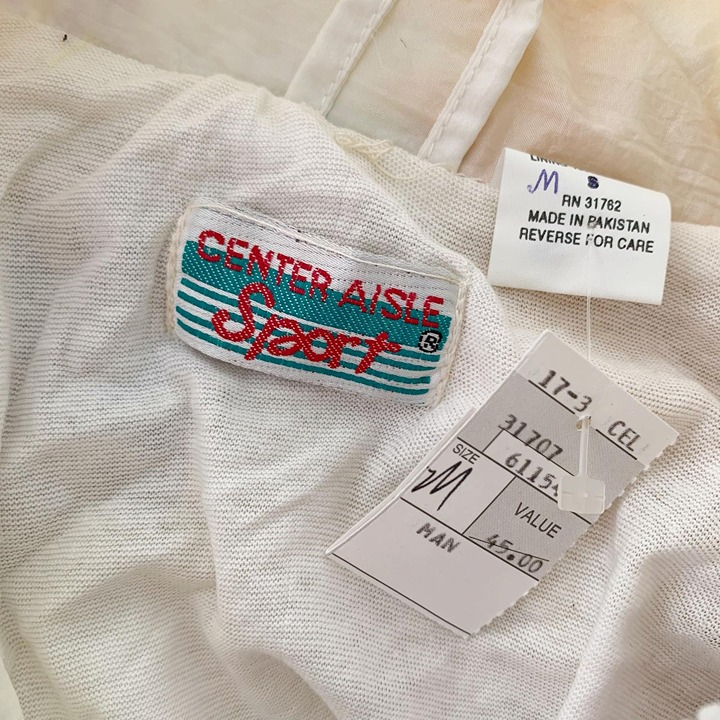 CENTER AISLE
Sport
®
M S
RN 31762
MADE IN PAKISTAN
REVERSE FOR CARE
17-3 CEL
31707
6115
SIZE
M
VALUE
MAN
45.00